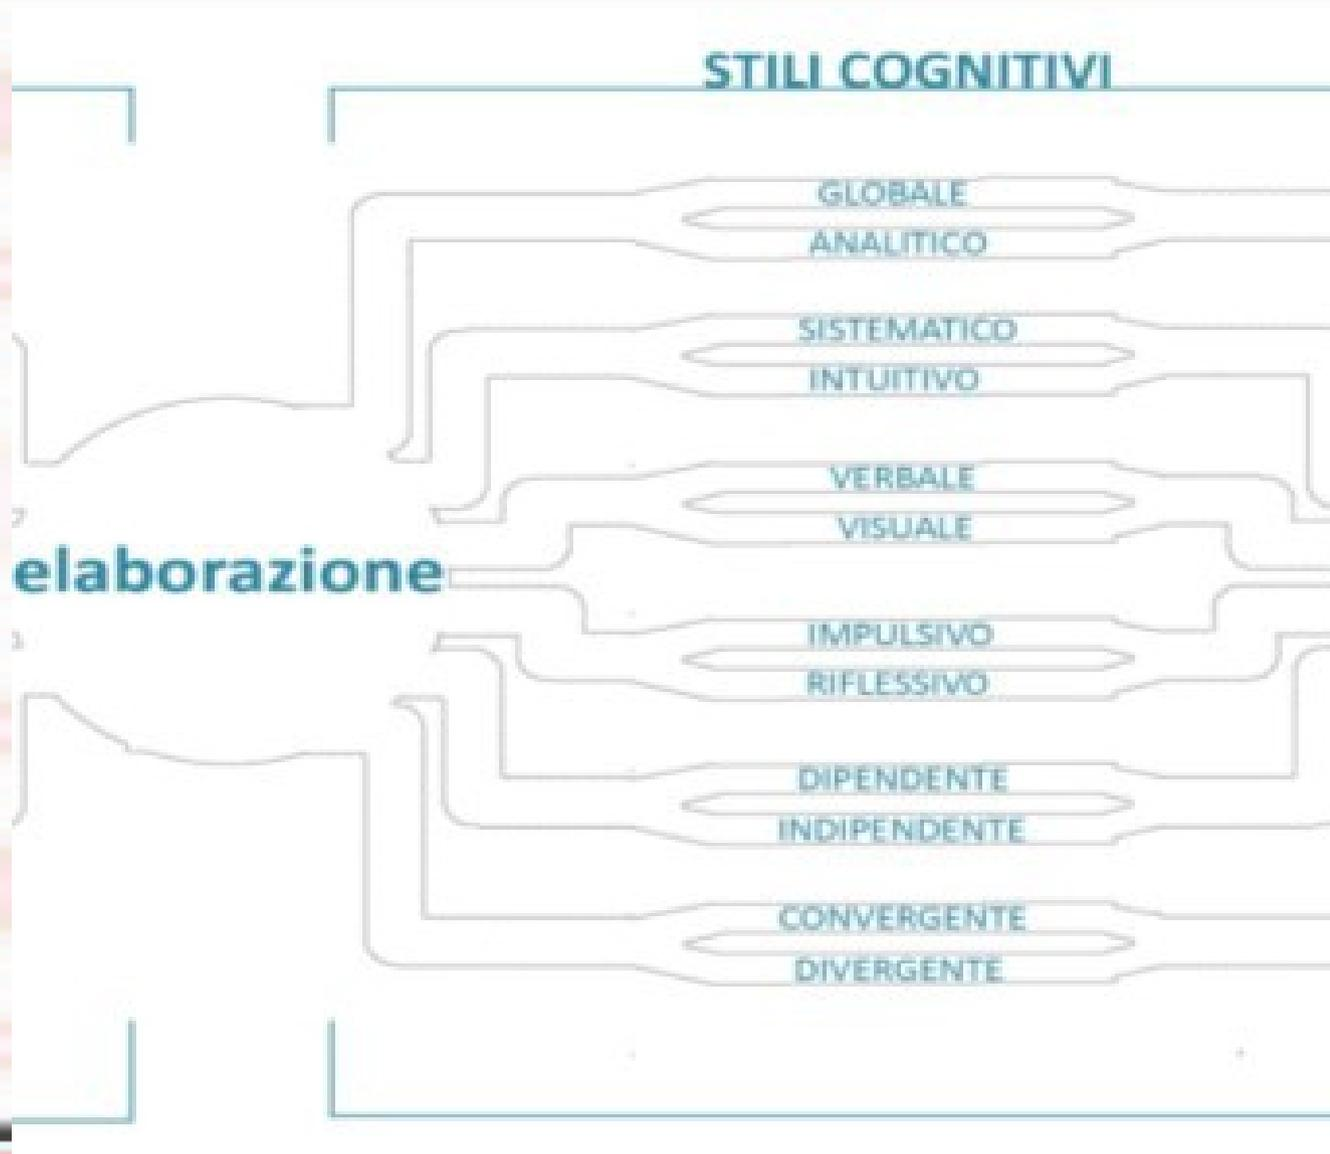 STILI COGNITIVI
GLOBALE
ANALITICO
SISTEMATICO
INTUITIVO
VERBALE
VISUALE
elaborazione
IMPULSIVO
RIFLESSIVO
DIPENDENTE
INDIPENDENTE
CONVERGENTE
DIVERGENTE